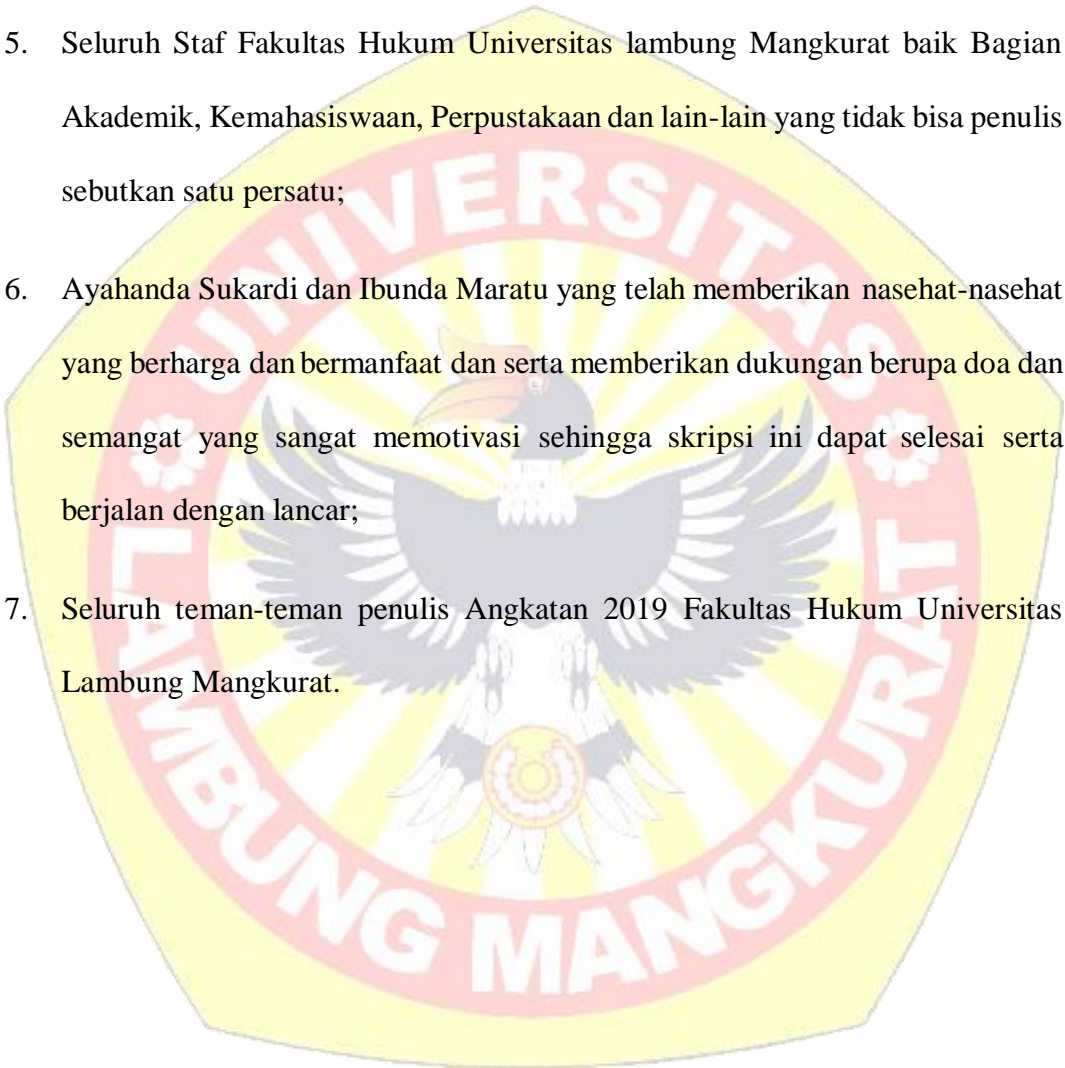 5. Seluruh Staf Fakultas Hukum Universitas lambung Mangkurat baik Bagian
Akademik, Kemahasiswaan, Perpustakaan dan lain-lain yang tidak bisa penulis
sebutkan satu persatu;
6. Ayahanda Sukardi dan Ibunda Maratu yang telah memberikan nasehat-nasehat
yang berharga dan bermanfaat dan serta memberikan dukungan berupa doa dan
semangat yang sangat memotivasi sehingga skripsi ini dapat selesai serta
berjalan dengan lancar;
7. Seluruh teman-teman penulis Angkatan 2019 Fakultas Hukum Universitas
Lambung Mangkurat.
UNIVERSITAS
LAMBUNG MANGKURAT